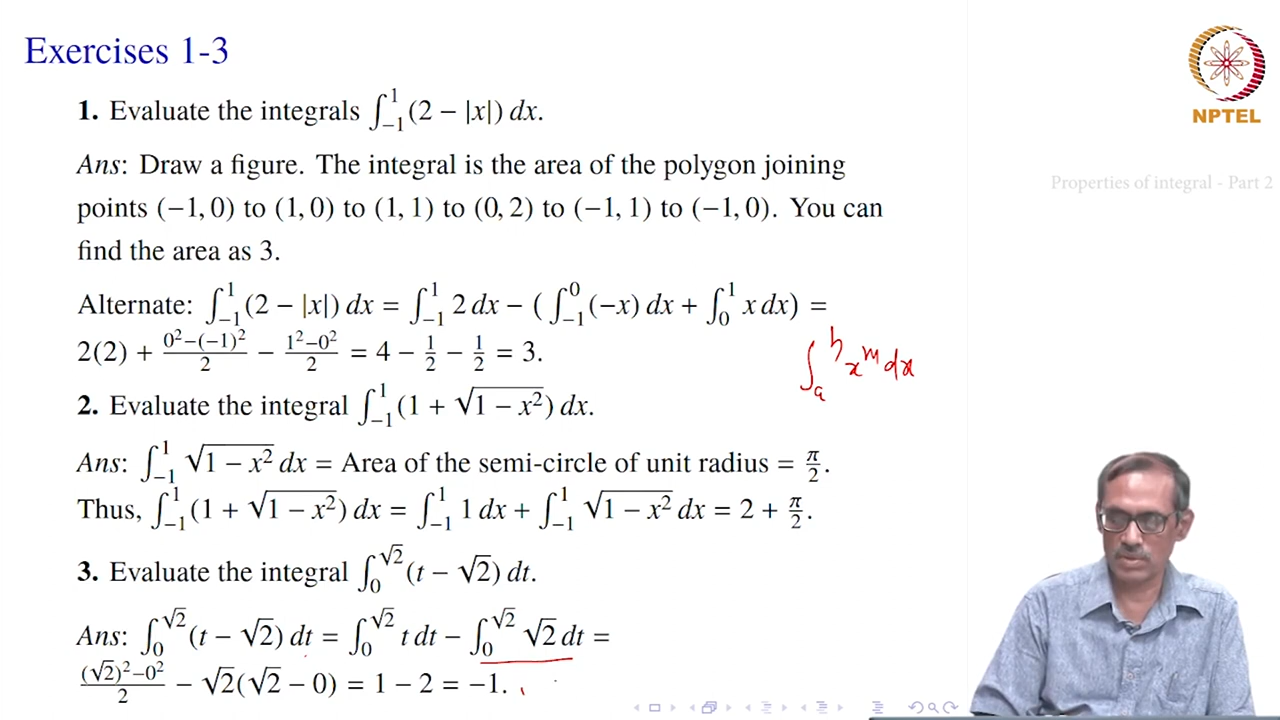 Exercises 1-3
NPTEL
1. Evaluate the integrals ∫_{−1}^{1} (2 − |x|) dx.
Ans: Draw a figure. The integral is the area of the polygon joining
points (−1, 0) to (1, 0) to (1, 1) to (0, 2) to (−1, 1) to (−1, 0). You can
find the area as 3.
Properties of integral - Part 2
Alternate: ∫_{−1}^{1} (2 − |x|) dx = ∫_{−1}^{1} 2 dx − ( ∫_{−1}^{0} (−x) dx + ∫_{0}^{1} x dx) =
2(2) + (0² − (−1)²)/2 − (1² − 0²)/2 = 4 − 1/2 − 1/2 = 3.
∫_{a}^{b} x^m dx
2. Evaluate the integral ∫_{−1}^{1} (1 + √(1 − x²)) dx.
Ans: ∫_{−1}^{1} √(1 − x²) dx = Area of the semi-circle of unit radius = π/2.
Thus, ∫_{−1}^{1} (1 + √(1 − x²)) dx = ∫_{−1}^{1} 1 dx + ∫_{−1}^{1} √(1 − x²) dx = 2 + π/2.
3. Evaluate the integral ∫_{0}^{√2} (t − √2) dt.
Ans: ∫_{0}^{√2} (t − √2) dt = ∫_{0}^{√2} t dt − ∫_{0}^{√2} √2 dt =
((√2)² − 0²)/2 − √2(√2 − 0) = 1 − 2 = −1.